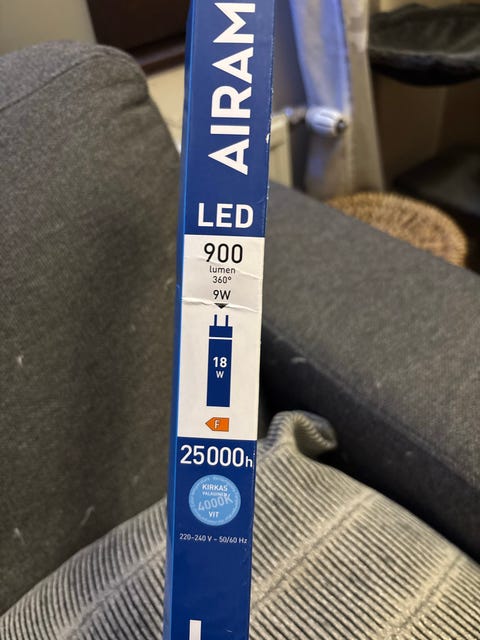 AIRAM
LED
900
lumen
360°
9W
18
W
F
25000h
KIRKAS
VALKOINEN
4000K
VIT
220-240 V ~ 50/60 Hz